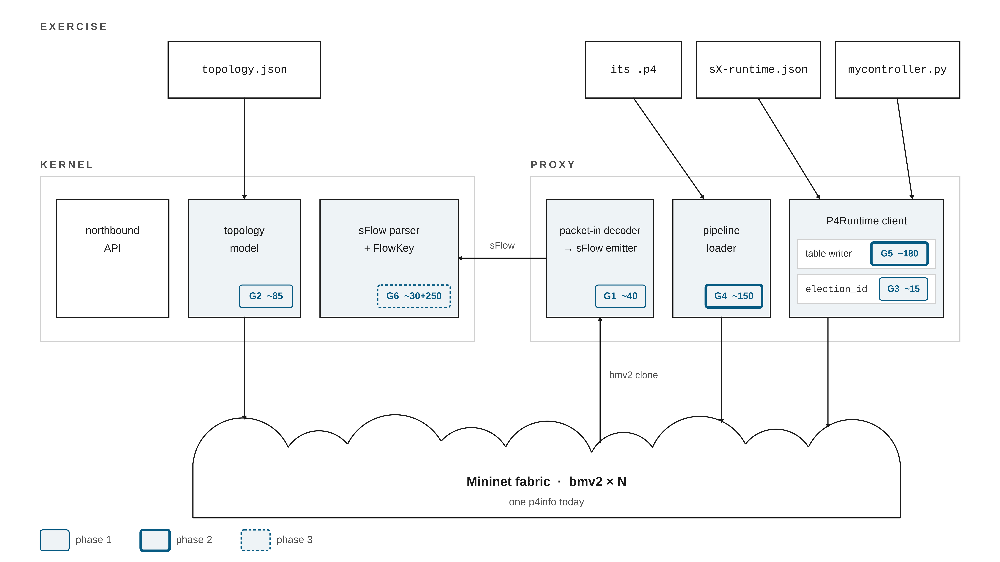 EXERCISE
topology.json
its .p4
sX-runtime.json
mycontroller.py
KERNEL
PROXY
northbound
API
topology
model
G2 ~85
sFlow parser
+ FlowKey
G6 ~30+250
sFlow
packet-in decoder
→ sFlow emitter
G1 ~40
pipeline
loader
G4 ~150
P4Runtime client
table writer
G5 ~180
election_id
G3 ~15
bmv2 clone
Mininet fabric · bmv2 × N
one p4info today
phase 1
phase 2
phase 3